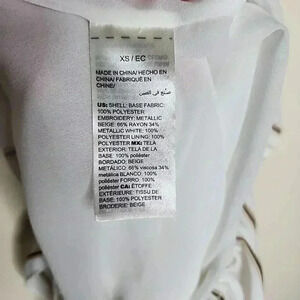 XS / EC
MADE IN CHINA/ HECHO EN
CHINA/ FABRIQUÉ EN
CHINE/
صنع في الصين
US: SHELL: BASE FABRIC:
100% POLYESTER
EMBROIDERY: METALLIC
BEIGE: 66% RAYON 34%
METALLIC WHITE: 100%
POLYESTER LINING: 100%
POLYESTER MX: TELA
EXTERIOR: TELA DE LA
BASE: 100% poliéster
BORDADO: BEIGE
METÁLICO: 66% viscosa 34%
metálica BLANCO: 100%
poliéster FORRO: 100%
poliéster CA: ÉTOFFE
EXTÉRIEURE: TISSU DE
BASE: 100% POLYESTER
BRODERIE: BEIGE